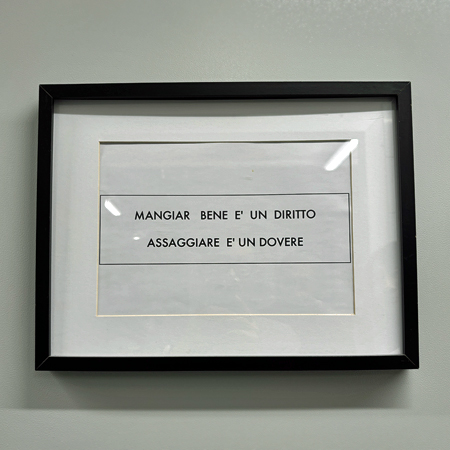 MANGIAR BENE E' UN DIRITTO
ASSAGGIARE E' UN DOVERE